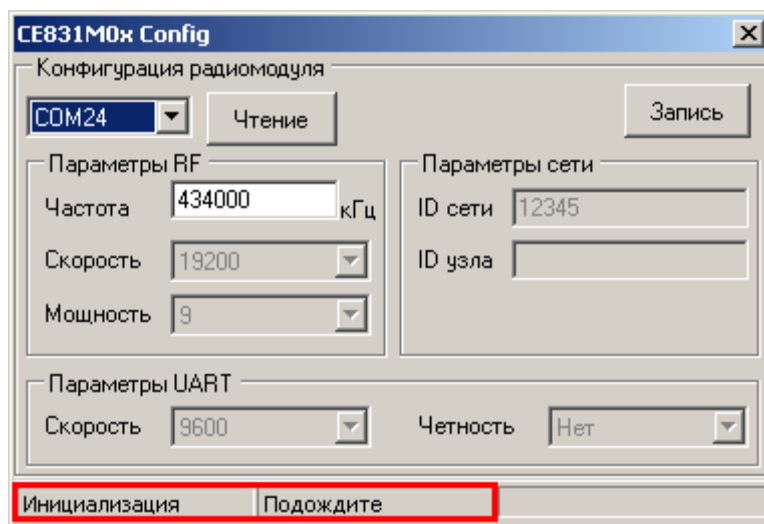 CE831M0x Config
Конфигурация радиомодуля
COM24 Чтение Запись
Параметры RF Параметры сети
Частота 434000 кГц ID сети 12345
Скорость 19200 ID узла
Мощность 9
Параметры UART
Скорость 9600 Четность Нет
Инициализация Подождите